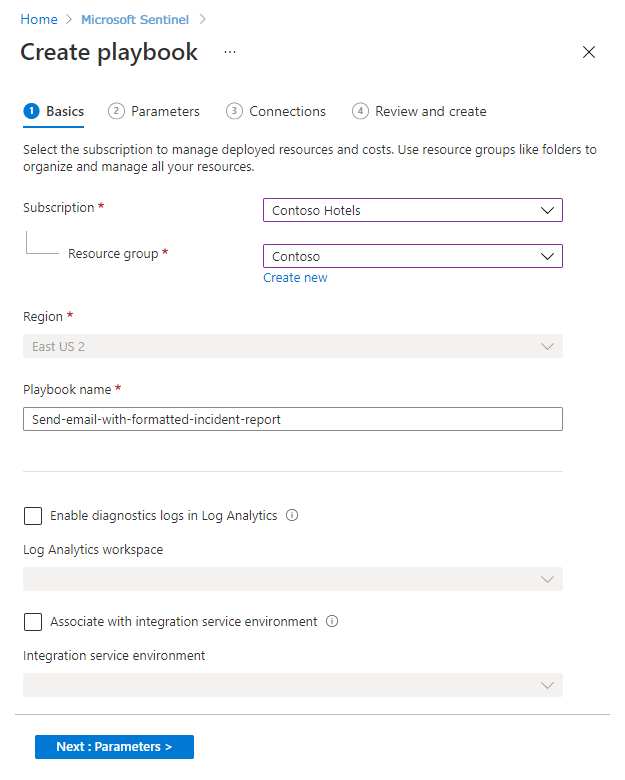 Home > Microsoft Sentinel >
Create playbook ...
1 Basics 2 Parameters 3 Connections 4 Review and create
Select the subscription to manage deployed resources and costs. Use resource groups like folders to
organize and manage all your resources.
Subscription * Contoso Hotels
Resource group * Contoso
Create new
Region *
East US 2
Playbook name *
Send-email-with-formatted-incident-report
Enable diagnostics logs in Log Analytics
Log Analytics workspace
Associate with integration service environment
Integration service environment
Next : Parameters >